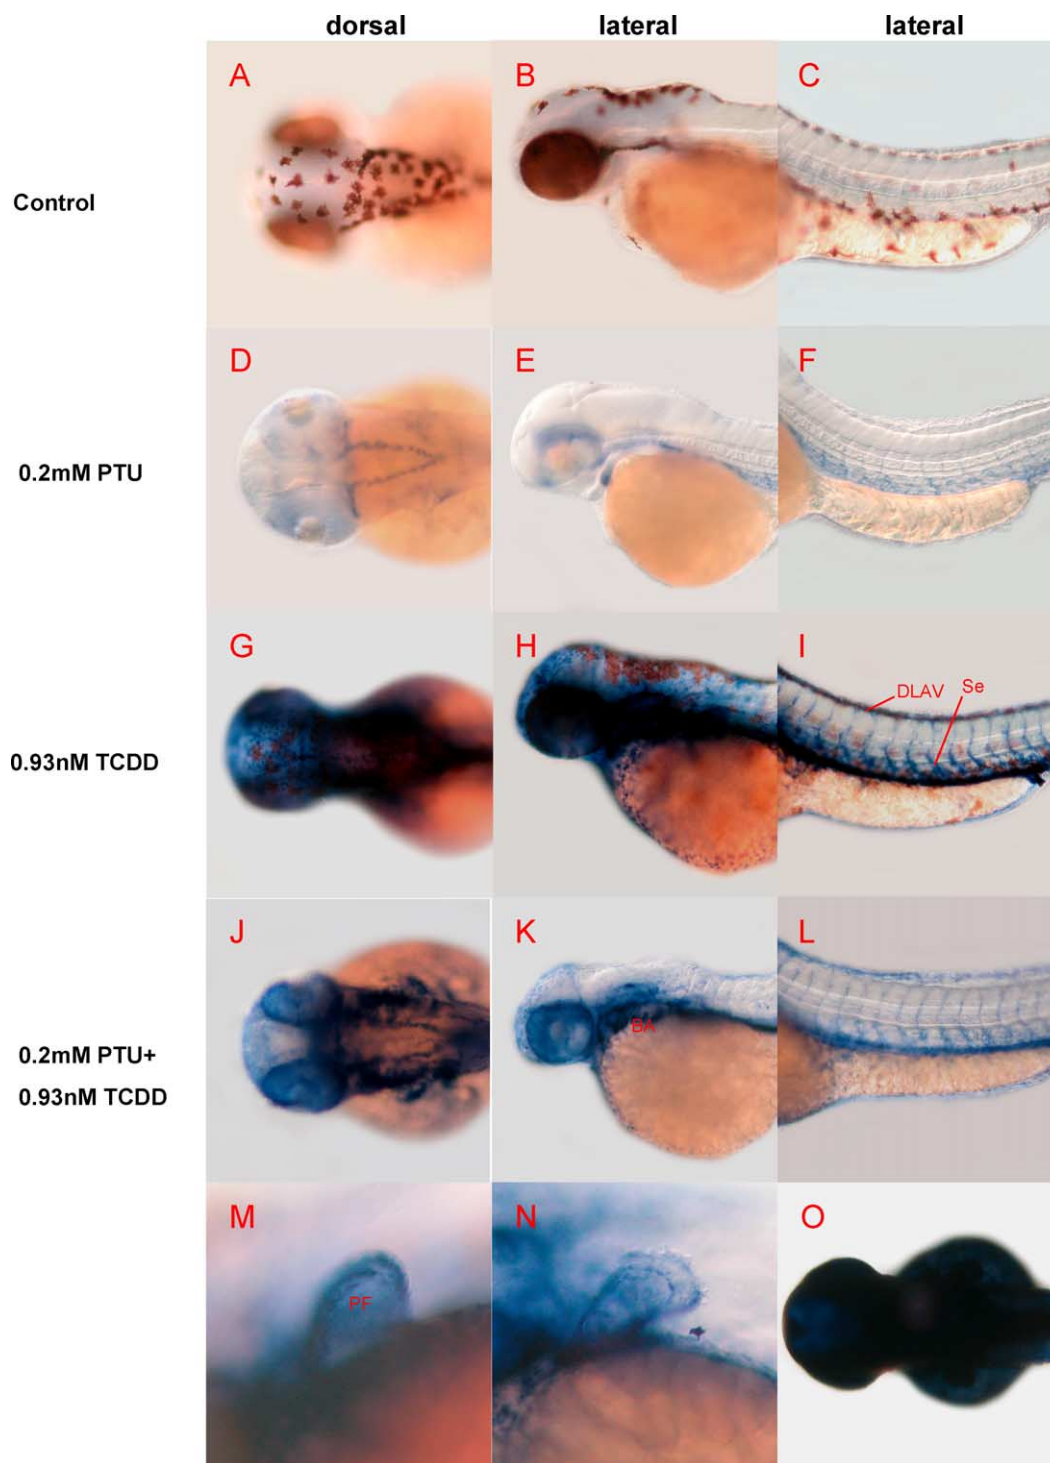 dorsal lateral lateral
A B C
Control
D E F
0.2mM PTU
G H I
DLAV Se
0.93nM TCDD
J K L
BA
0.2mM PTU+
0.93nM TCDD
M N O
PF